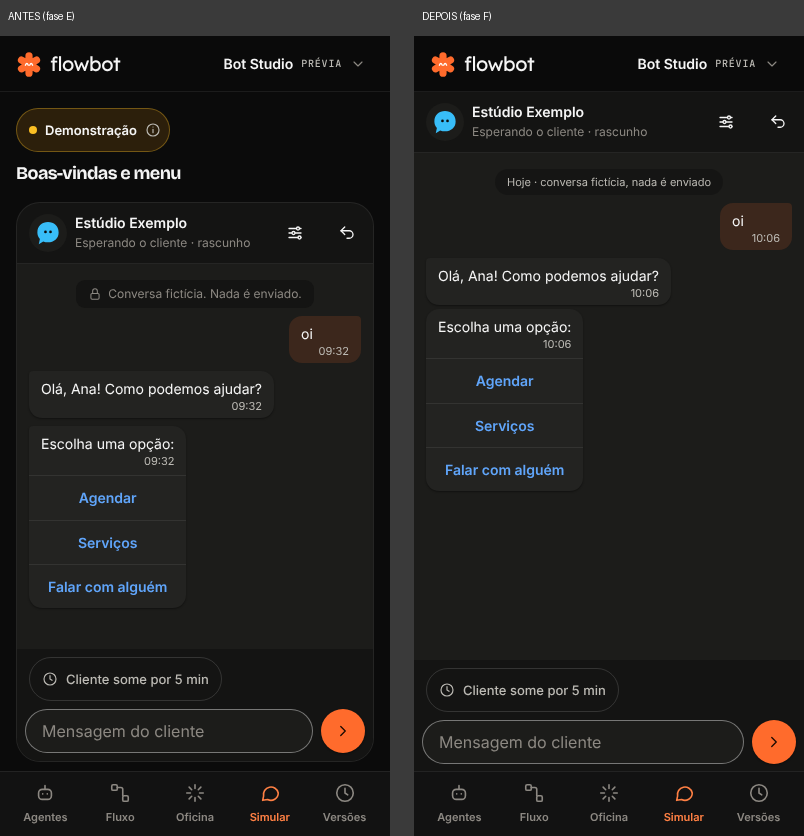 ANTES (fase E)
flowbot
Bot Studio PRÉVIA
Demonstração
Boas-vindas e menu
Estúdio Exemplo
Esperando o cliente · rascunho
Conversa fictícia. Nada é enviado.
oi
09:32
Olá, Ana! Como podemos ajudar?
09:32
Escolha uma opção:
09:32
Agendar
Serviços
Falar com alguém
Cliente some por 5 min
Mensagem do cliente
Agentes Fluxo Oficina Simular Versões
DEPOIS (fase F)
flowbot
Bot Studio PRÉVIA
Estúdio Exemplo
Esperando o cliente · rascunho
Hoje · conversa fictícia, nada é enviado
oi
10:06
Olá, Ana! Como podemos ajudar?
10:06
Escolha uma opção:
10:06
Agendar
Serviços
Falar com alguém
Cliente some por 5 min
Mensagem do cliente
Agentes Fluxo Oficina Simular Versões